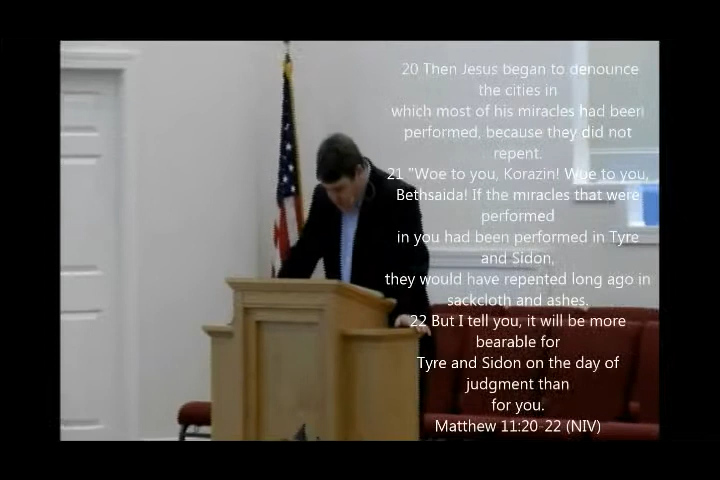 20 Then Jesus began to denounce
the cities in
which most of his miracles had been
performed, because they did not
repent.
21 "Woe to you, Korazin! Woe to you,
Bethsaida! If the miracles that were
performed
in you had been performed in Tyre
and Sidon,
they would have repented long ago in
sackcloth and ashes.
22 But I tell you, it will be more
bearable for
Tyre and Sidon on the day of
judgment than
for you.
Matthew 11:20-22 (NIV)